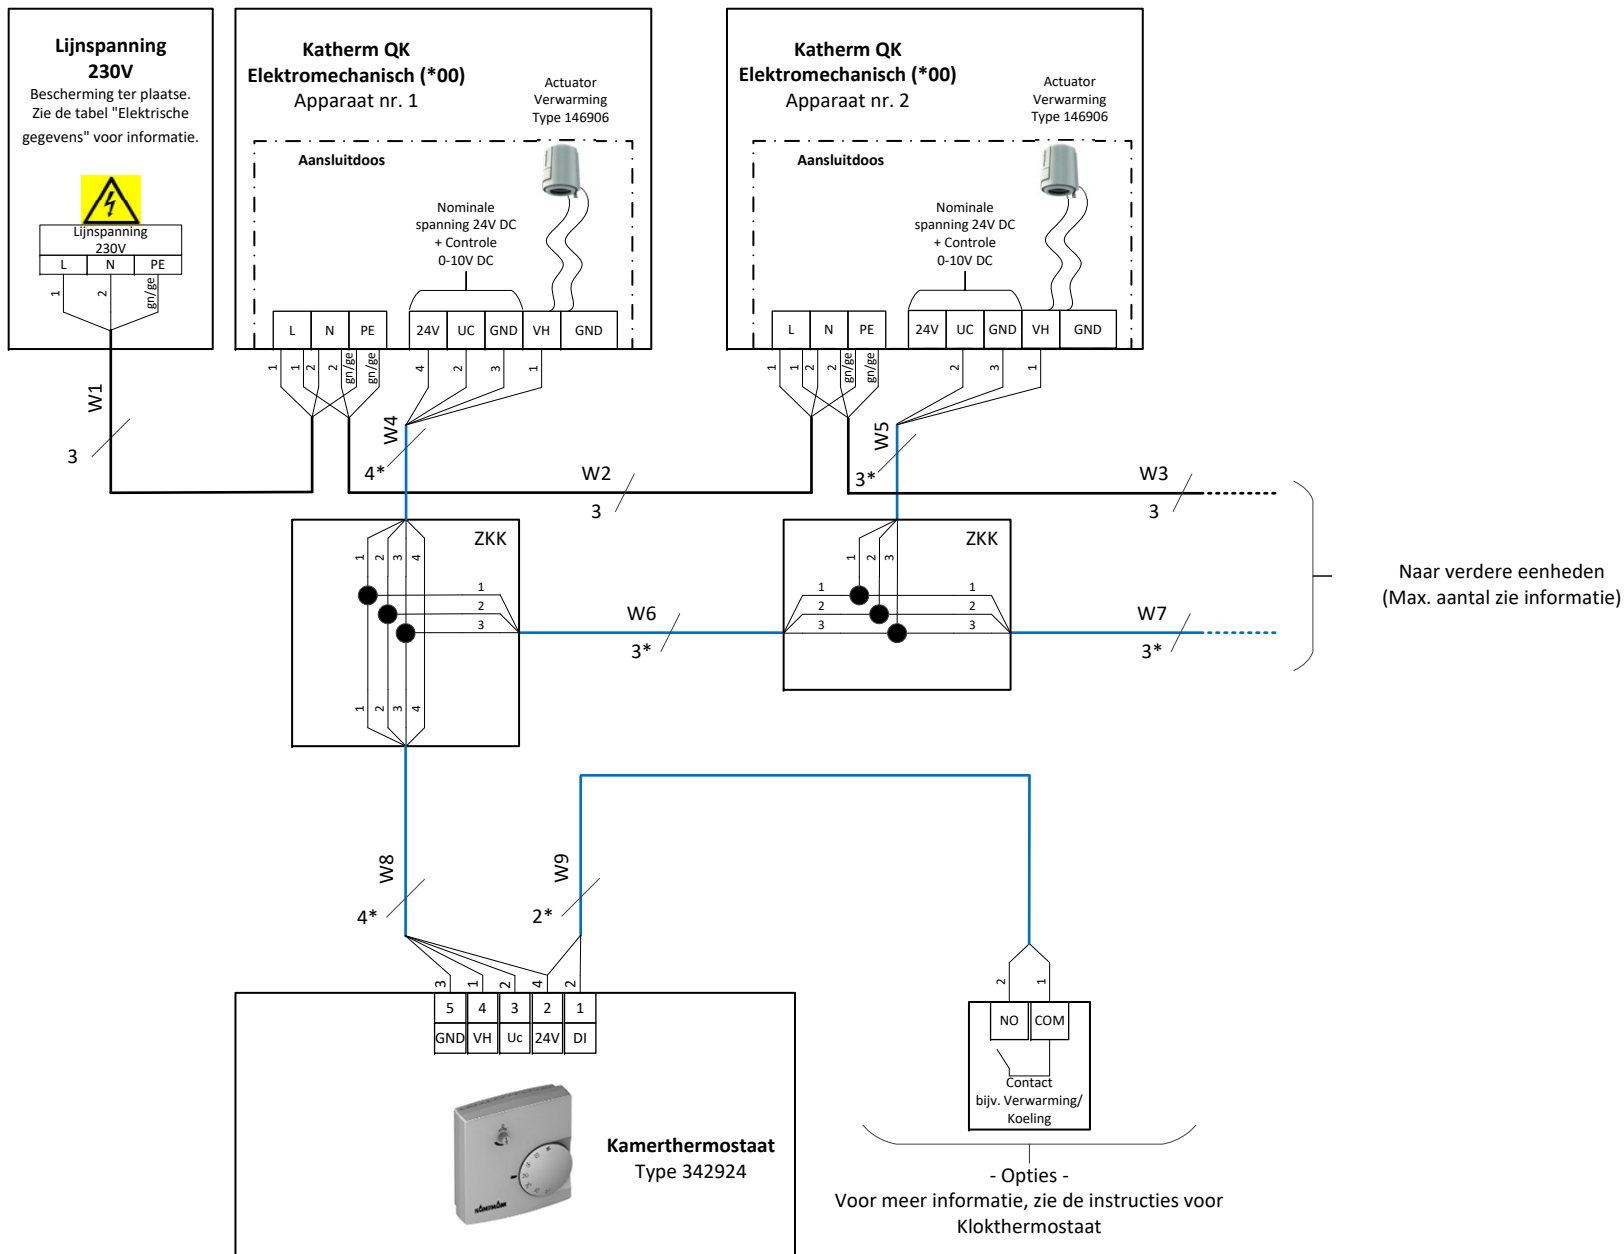 Lijnspanning
230V
Bescherming ter plaatse.
Zie de tabel "Elektrische
gegevens" voor informatie.
Lijnspanning
230V
L N PE
1 2 gn/ge
W1
3
Katherm QK
Elektromechanisch (*00)
Apparaat nr. 1
Actuator
Verwarming
Type 146906
Aansluitdoos
Nominale
spanning 24V DC
+ Controle
0-10V DC
L N PE 24V UC GND VH GND
1 1 2 2 gn/ge gn/ge 4 2 3 1
W4
4*
Katherm QK
Elektromechanisch (*00)
Apparaat nr. 2
Actuator
Verwarming
Type 146906
Aansluitdoos
Nominale
spanning 24V DC
+ Controle
0-10V DC
L N PE 24V UC GND VH GND
1 1 2 2 gn/ge gn/ge 2 3 1
W5
3*
W2
3
W3
3
ZKK
1 2 3 4
1
2
3
1 2 3 4
W6
3*
ZKK
1 2 3
1 1
2 2
3 3
W7
3*
Naar verdere eenheden
(Max. aantal zie informatie)
W8
4*
W9
2*
3 1 2 4 2
5 4 3 2 1
GND VH Uc 24V DI
Kamerthermostaat
Type 342924
2 1
NO COM
Contact
bijv. Verwarming/
Koeling
- Opties -
Voor meer informatie, zie de instructies voor
Klokthermostaat